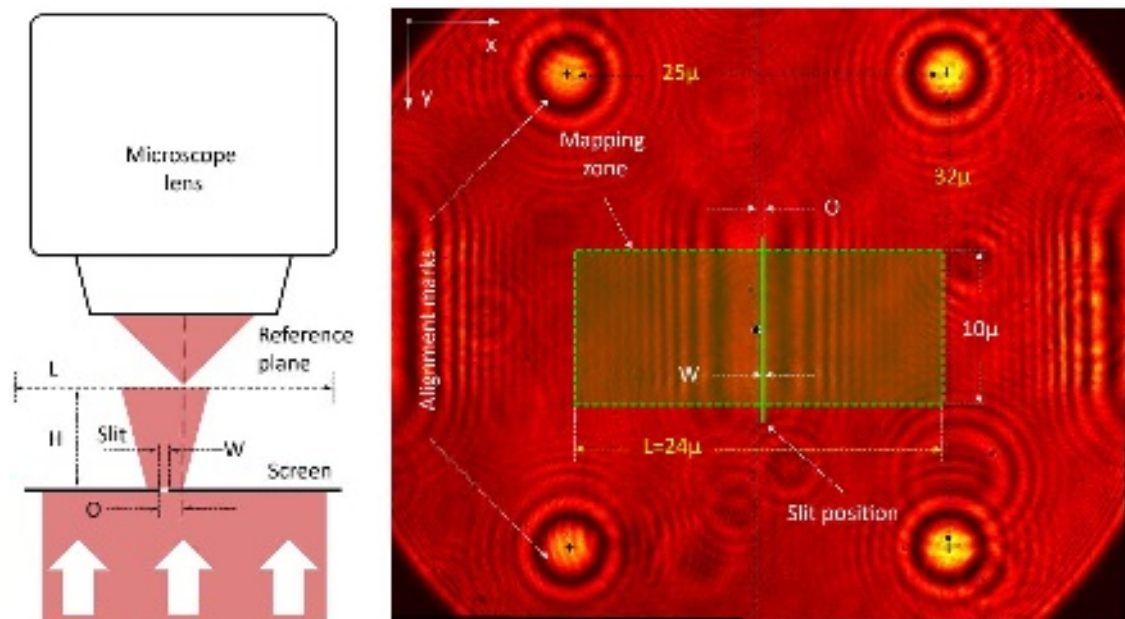 Microscope
lens
Reference
plane
L
H
Slit
W
Screen
O
x
y
25µ
Mapping
zone
32µ
O
Alignment marks
10µ
W
L=24µ
Slit position